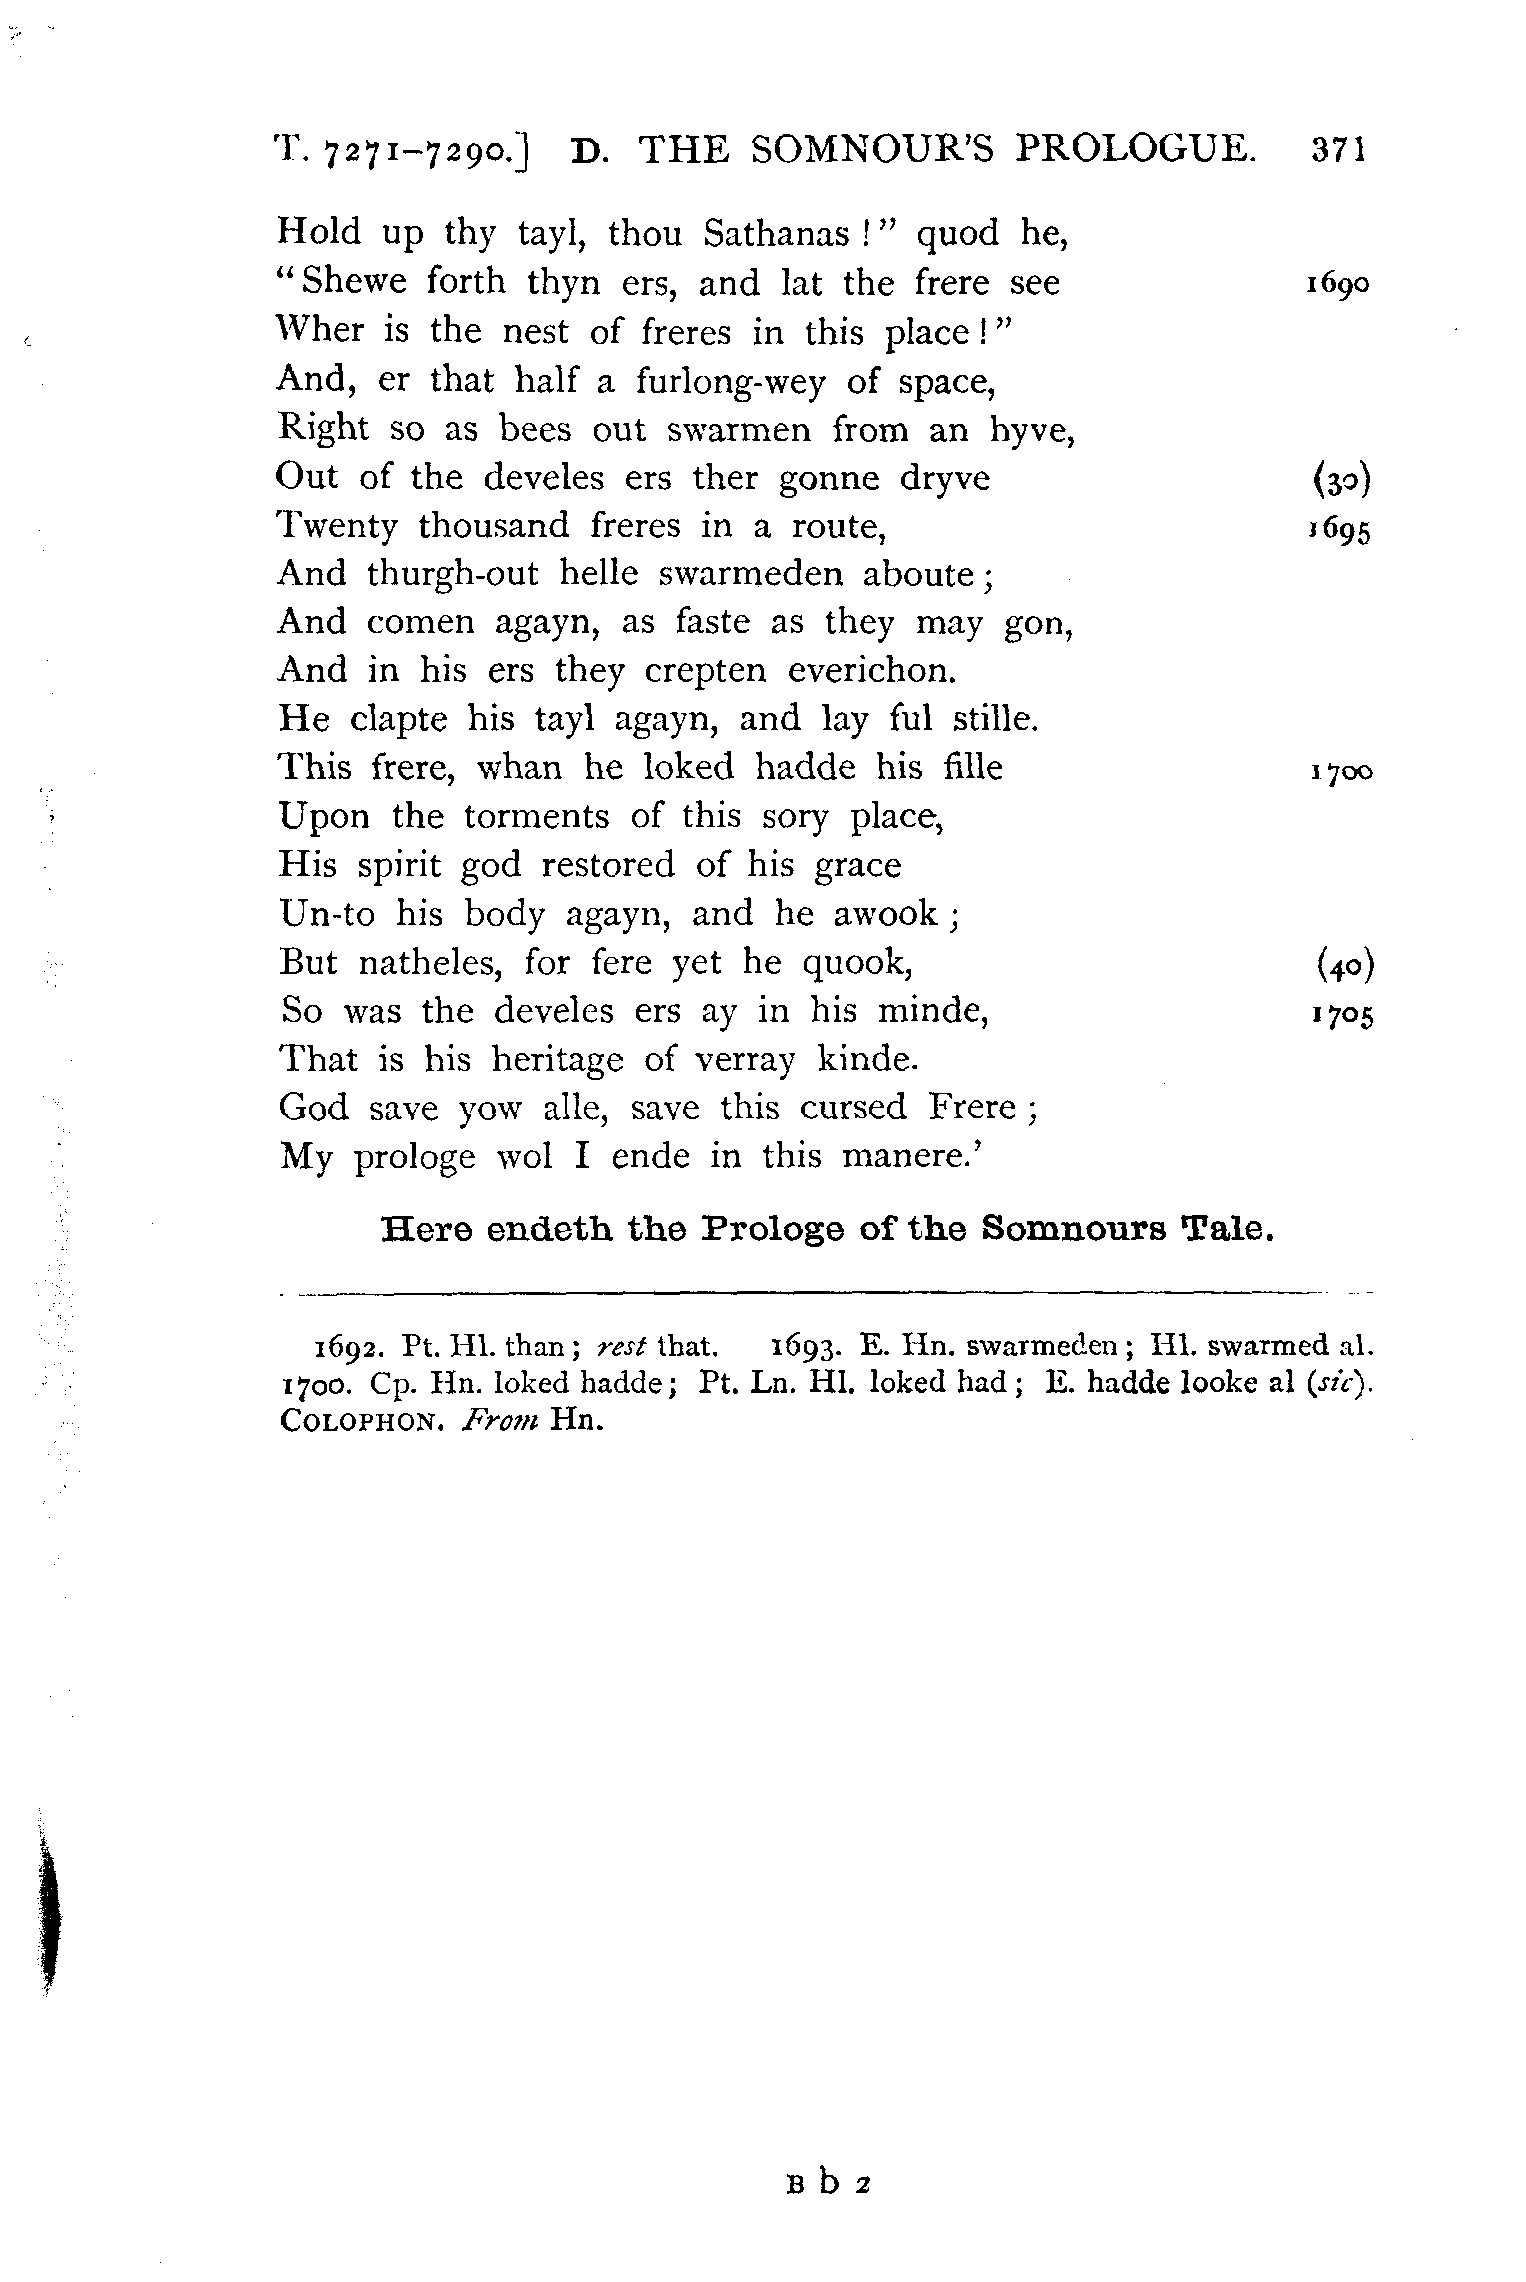 T. 7271–7290.] D. THE SOMNOUR'S PROLOGUE. 371
Hold up thy tayl, thou Sathanas!” quod he,
“Shewe forth thyn ers, and lat the frere see 1690
Wher is the nest of freres in this place!”
And, er that half a furlong-wey of space,
Right so as bees out swarmen from an hyve,
Out of the develes ers ther gonne dryve (30)
Twenty thousand freres in a route, 1695
And thurgh-out helle swarmeden aboute;
And comen agayn, as faste as they may gon,
And in his ers they crepten everichon.
He clapte his tayl agayn, and lay ful stille.
This frere, whan he loked hadde his fille 1700
Upon the torments of this sory place,
His spirit god restored of his grace
Un-to his body agayn, and he awook;
But natheles, for fere yet he quook, (40)
So was the develes ers ay in his minde, 1705
That is his heritage of verray kinde.
God save yow alle, save this cursed Frere;
My prologe wol I ende in this manere.’
Here endeth the Prologe of the Somnours Tale.
1692. Pt. Hl. than; rest that. 1693. E. Hn. swarmeden; Hl. swarmed al.
1700. Cp. Hn. loked hadde; Pt. Ln. Hl. loked had; E. hadde looke al (sic).
COLOPHON. From Hn.
B b 2